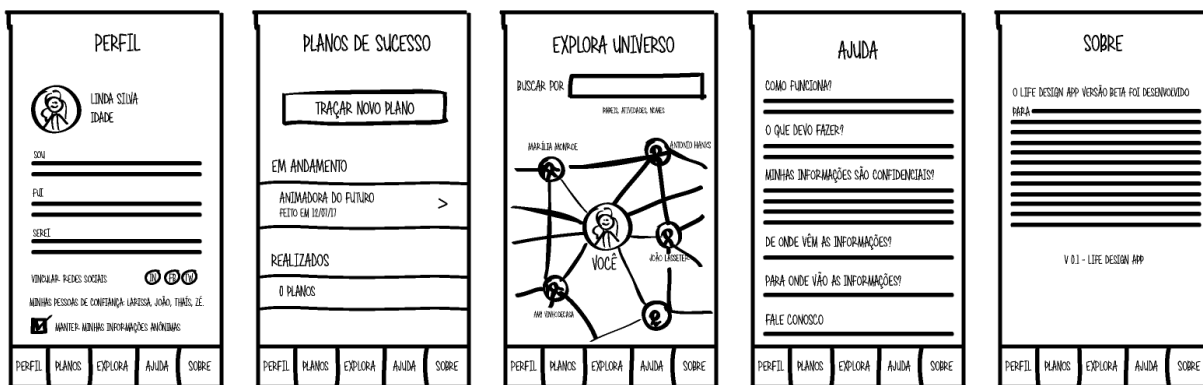 PERFIL
LINDA SILVA
IDADE
SOU
FUI
SEREI
VINCULAR REDES SOCIAIS
IN
FB
TW
MINHAS PESSOAS DE CONFIANÇA: LARISSA, JOÃO, THAÍS, ZÉ.
MANTER MINHAS INFORMAÇÕES ANÔNIMAS
PERFIL PLANOS EXPLORA AJUDA SOBRE
PLANOS DE SUCESSO
TRAÇAR NOVO PLANO
EM ANDAMENTO
ANIMADORA DO FUTURO
FEITO EM 12/07/17
>
REALIZADOS
0 PLANOS
PERFIL PLANOS EXPLORA AJUDA SOBRE
EXPLORA UNIVERSO
BUSCAR POR
PAPEIS, ATIVIDADES, NOMES
MARÍLIA MONROE
ANTONIO HANKS
VOCÊ
JOÃO LASSETER
PERFIL PLANOS EXPLORA AJUDA SOBRE
AJUDA
COMO FUNCIONA?
O QUE DEVO FAZER?
MINHAS INFORMAÇÕES SÃO CONFIDENCIAIS?
DE ONDE VÊM AS INFORMAÇÕES?
PARA ONDE VÃO AS INFORMAÇÕES?
FALE CONOSCO
PERFIL PLANOS EXPLORA AJUDA SOBRE
SOBRE
O LIFE DESIGN APP VERSÃO BETA FOI DESENVOLVIDO
PARA
V 0.1 - LIFE DESIGN APP
PERFIL PLANOS EXPLORA AJUDA SOBRE